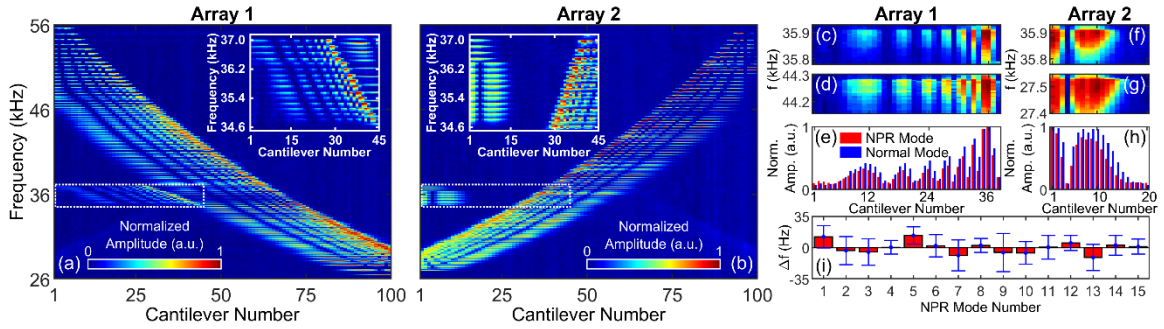 Array 1
Array 2
Array 1
Array 2
56
46
36
26
Frequency (kHz)
1
25
50
75
100
Cantilever Number
37.0
36.2
35.4
34.6
Frequency (kHz)
1
15
30
45
Cantilever Number
Normalized
Amplitude (a.u.)
0
1
(a)
37.0
36.2
35.4
34.6
Frequency (kHz)
1
15
30
45
Cantilever Number
Normalized
Amplitude (a.u.)
0
1
(b)
1
25
50
75
100
Cantilever Number
35.9
35.8
(c)
44.3
44.2
(d)
f (kHz)
35.9
35.8
(f)
27.5
27.4
(g)
f (kHz)
1
0
Norm.
Amp. (a.u.)
(e)
NPR Mode
Normal Mode
1
12
24
36
Cantilever Number
1
0
Norm.
Amp. (a.u.)
(h)
1
10
20
Cantilever Number
35
0
-35
Δf (Hz)
(i)
1 2 3 4 5 6 7 8 9 10 11 12 13 14 15
NPR Mode Number